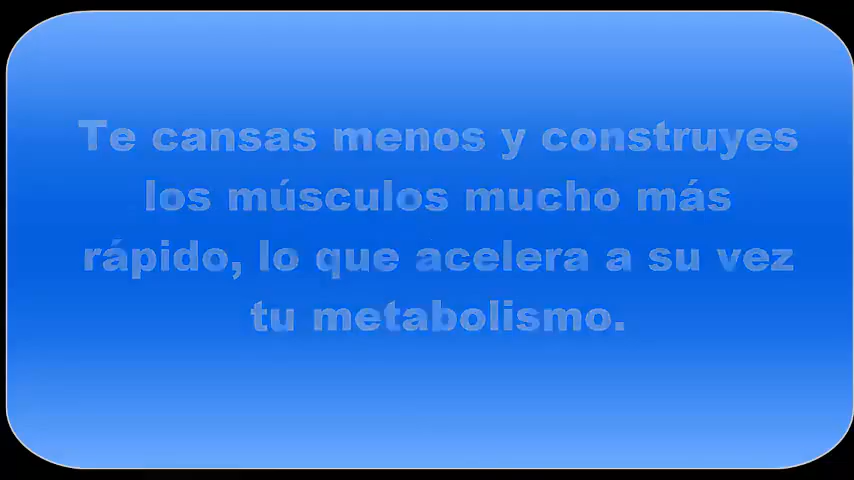 Te cansas menos y construyes
los músculos mucho más
rápido, lo que acelera a su vez
tu metabolismo.